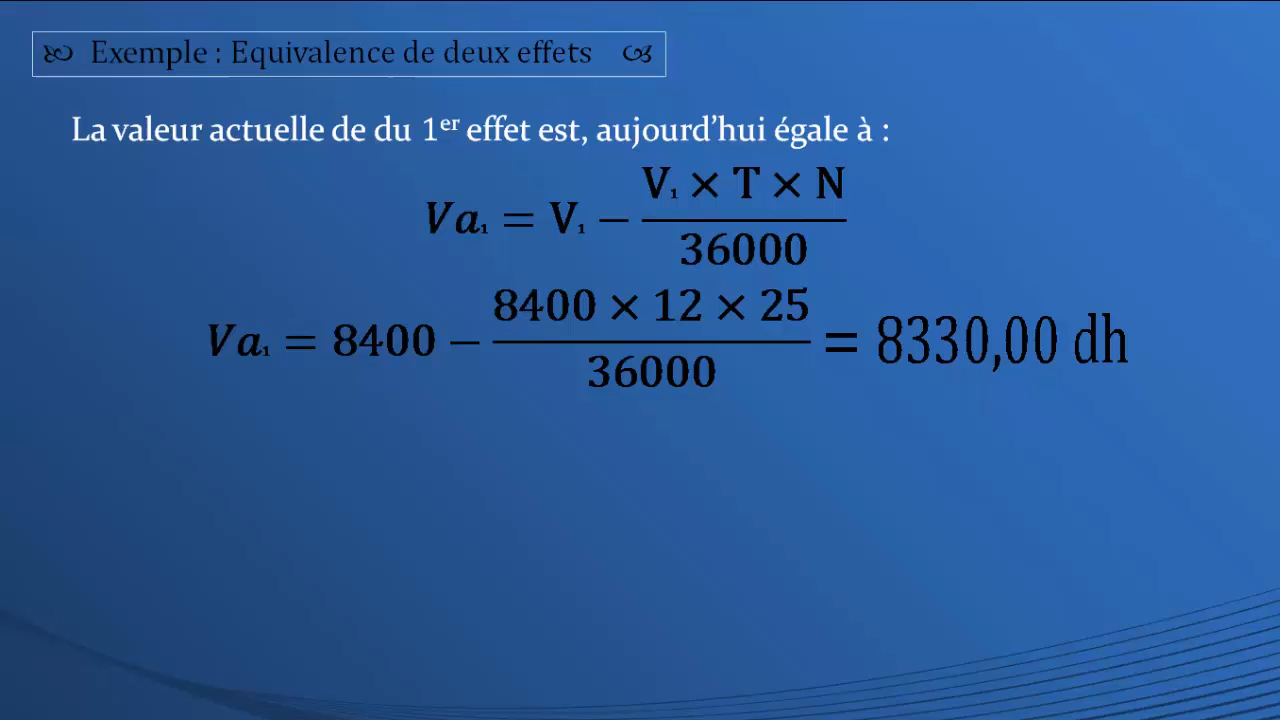 Exemple : Equivalence de deux effets
La valeur actuelle de du 1er effet est, aujourd’hui égale à :
Va₁ = V₁ − (V₁ × T × N) / 36000
Va₁ = 8400 − (8400 × 12 × 25) / 36000 = 8330,00 dh